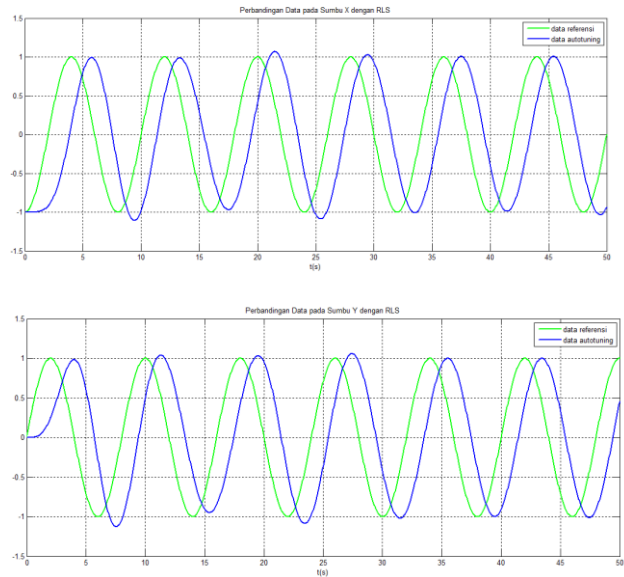 Perbandingan Data pada Sumbu X dengan RLS
1.5
1
0.5
0
-0.5
-1
-1.5
data referensi
data autotuning
0 5 10 15 20 25 30 35 40 45 50
t(s)
Perbandingan Data pada Sumbu Y dengan RLS
1.5
1
0.5
0
-0.5
-1
-1.5
data referensi
data autotuning
0 5 10 15 20 25 30 35 40 45 50
t(s)